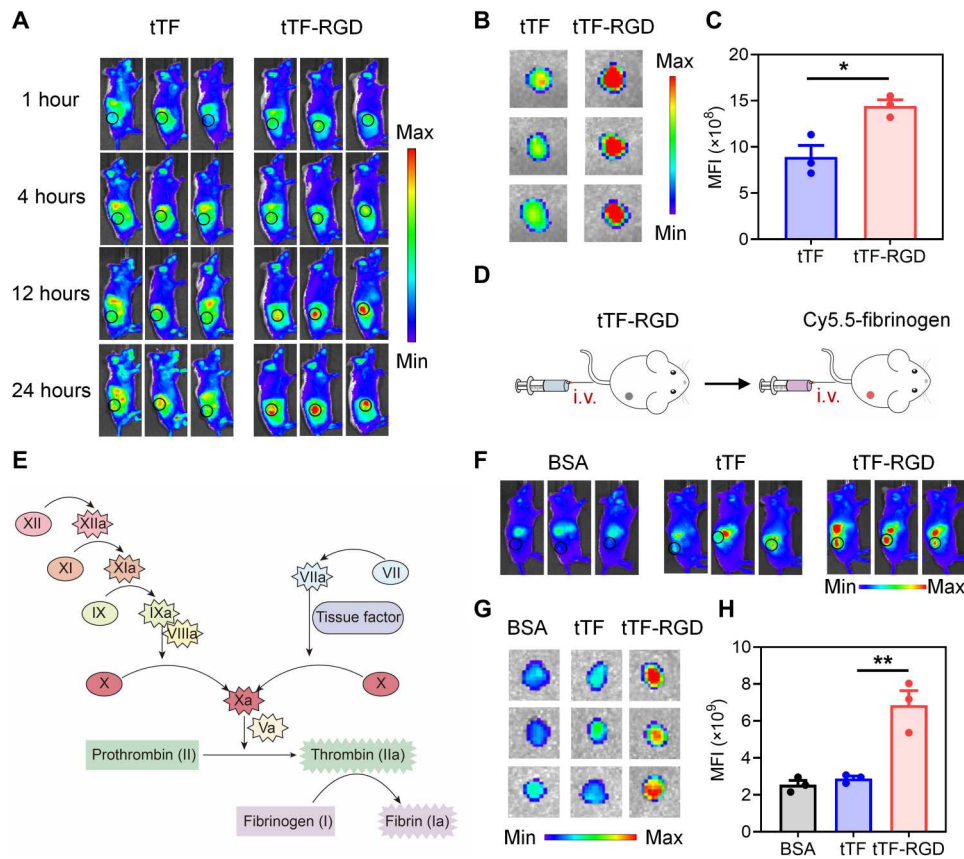 A
tTF
tTF-RGD
1 hour
4 hours
12 hours
24 hours
Max
Min
B
tTF
tTF-RGD
Max
Min
C
MFI (×10⁸)
20
15
10
5
0
*
tTF
tTF-RGD
D
tTF-RGD
Cy5.5-fibrinogen
i.v.
i.v.
E
XII
XIIa
XI
XIa
IX
IXa
VIIIa
VIIa
VII
Tissue factor
X
Xa
X
Va
Prothrombin (II)
Thrombin (IIa)
Fibrinogen (I)
Fibrin (Ia)
F
BSA
tTF
tTF-RGD
Min
Max
G
BSA
tTF
tTF-RGD
Min
Max
H
MFI (×10⁹)
10
8
6
4
2
0
**
BSA
tTF
tTF-RGD